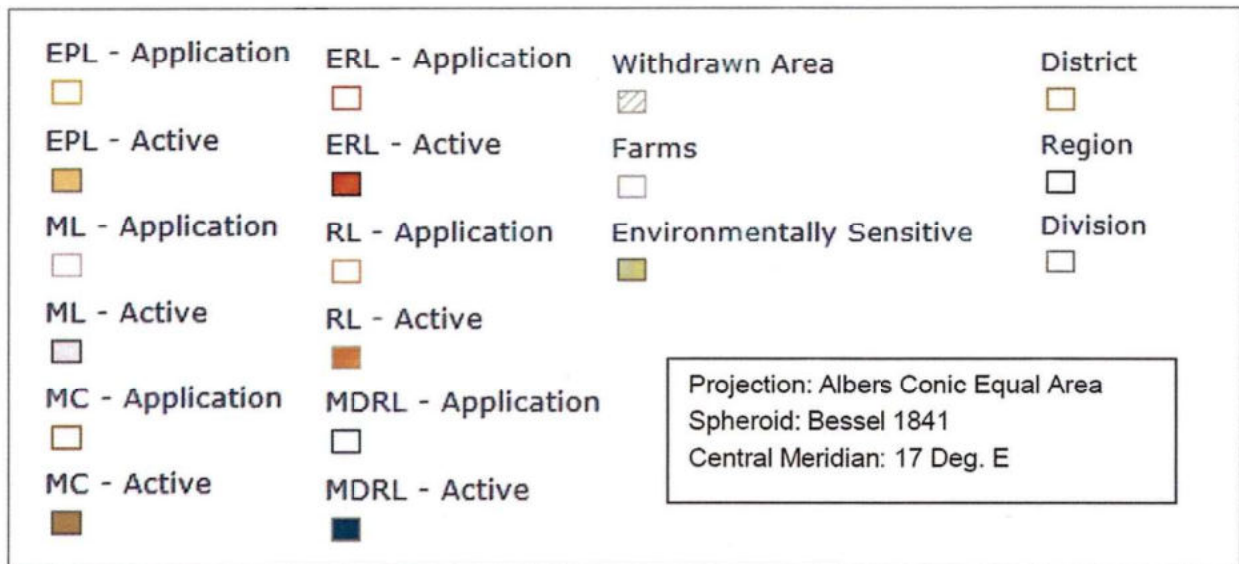 EPL - Application
EPL - Active
ML - Application
ML - Active
MC - Application
MC - Active
ERL - Application
ERL - Active
RL - Application
RL - Active
MDRL - Application
MDRL - Active
Withdrawn Area
Farms
Environmentally Sensitive
District
Region
Division
Projection: Albers Conic Equal Area
Spheroid: Bessel 1841
Central Meridian: 17 Deg. E